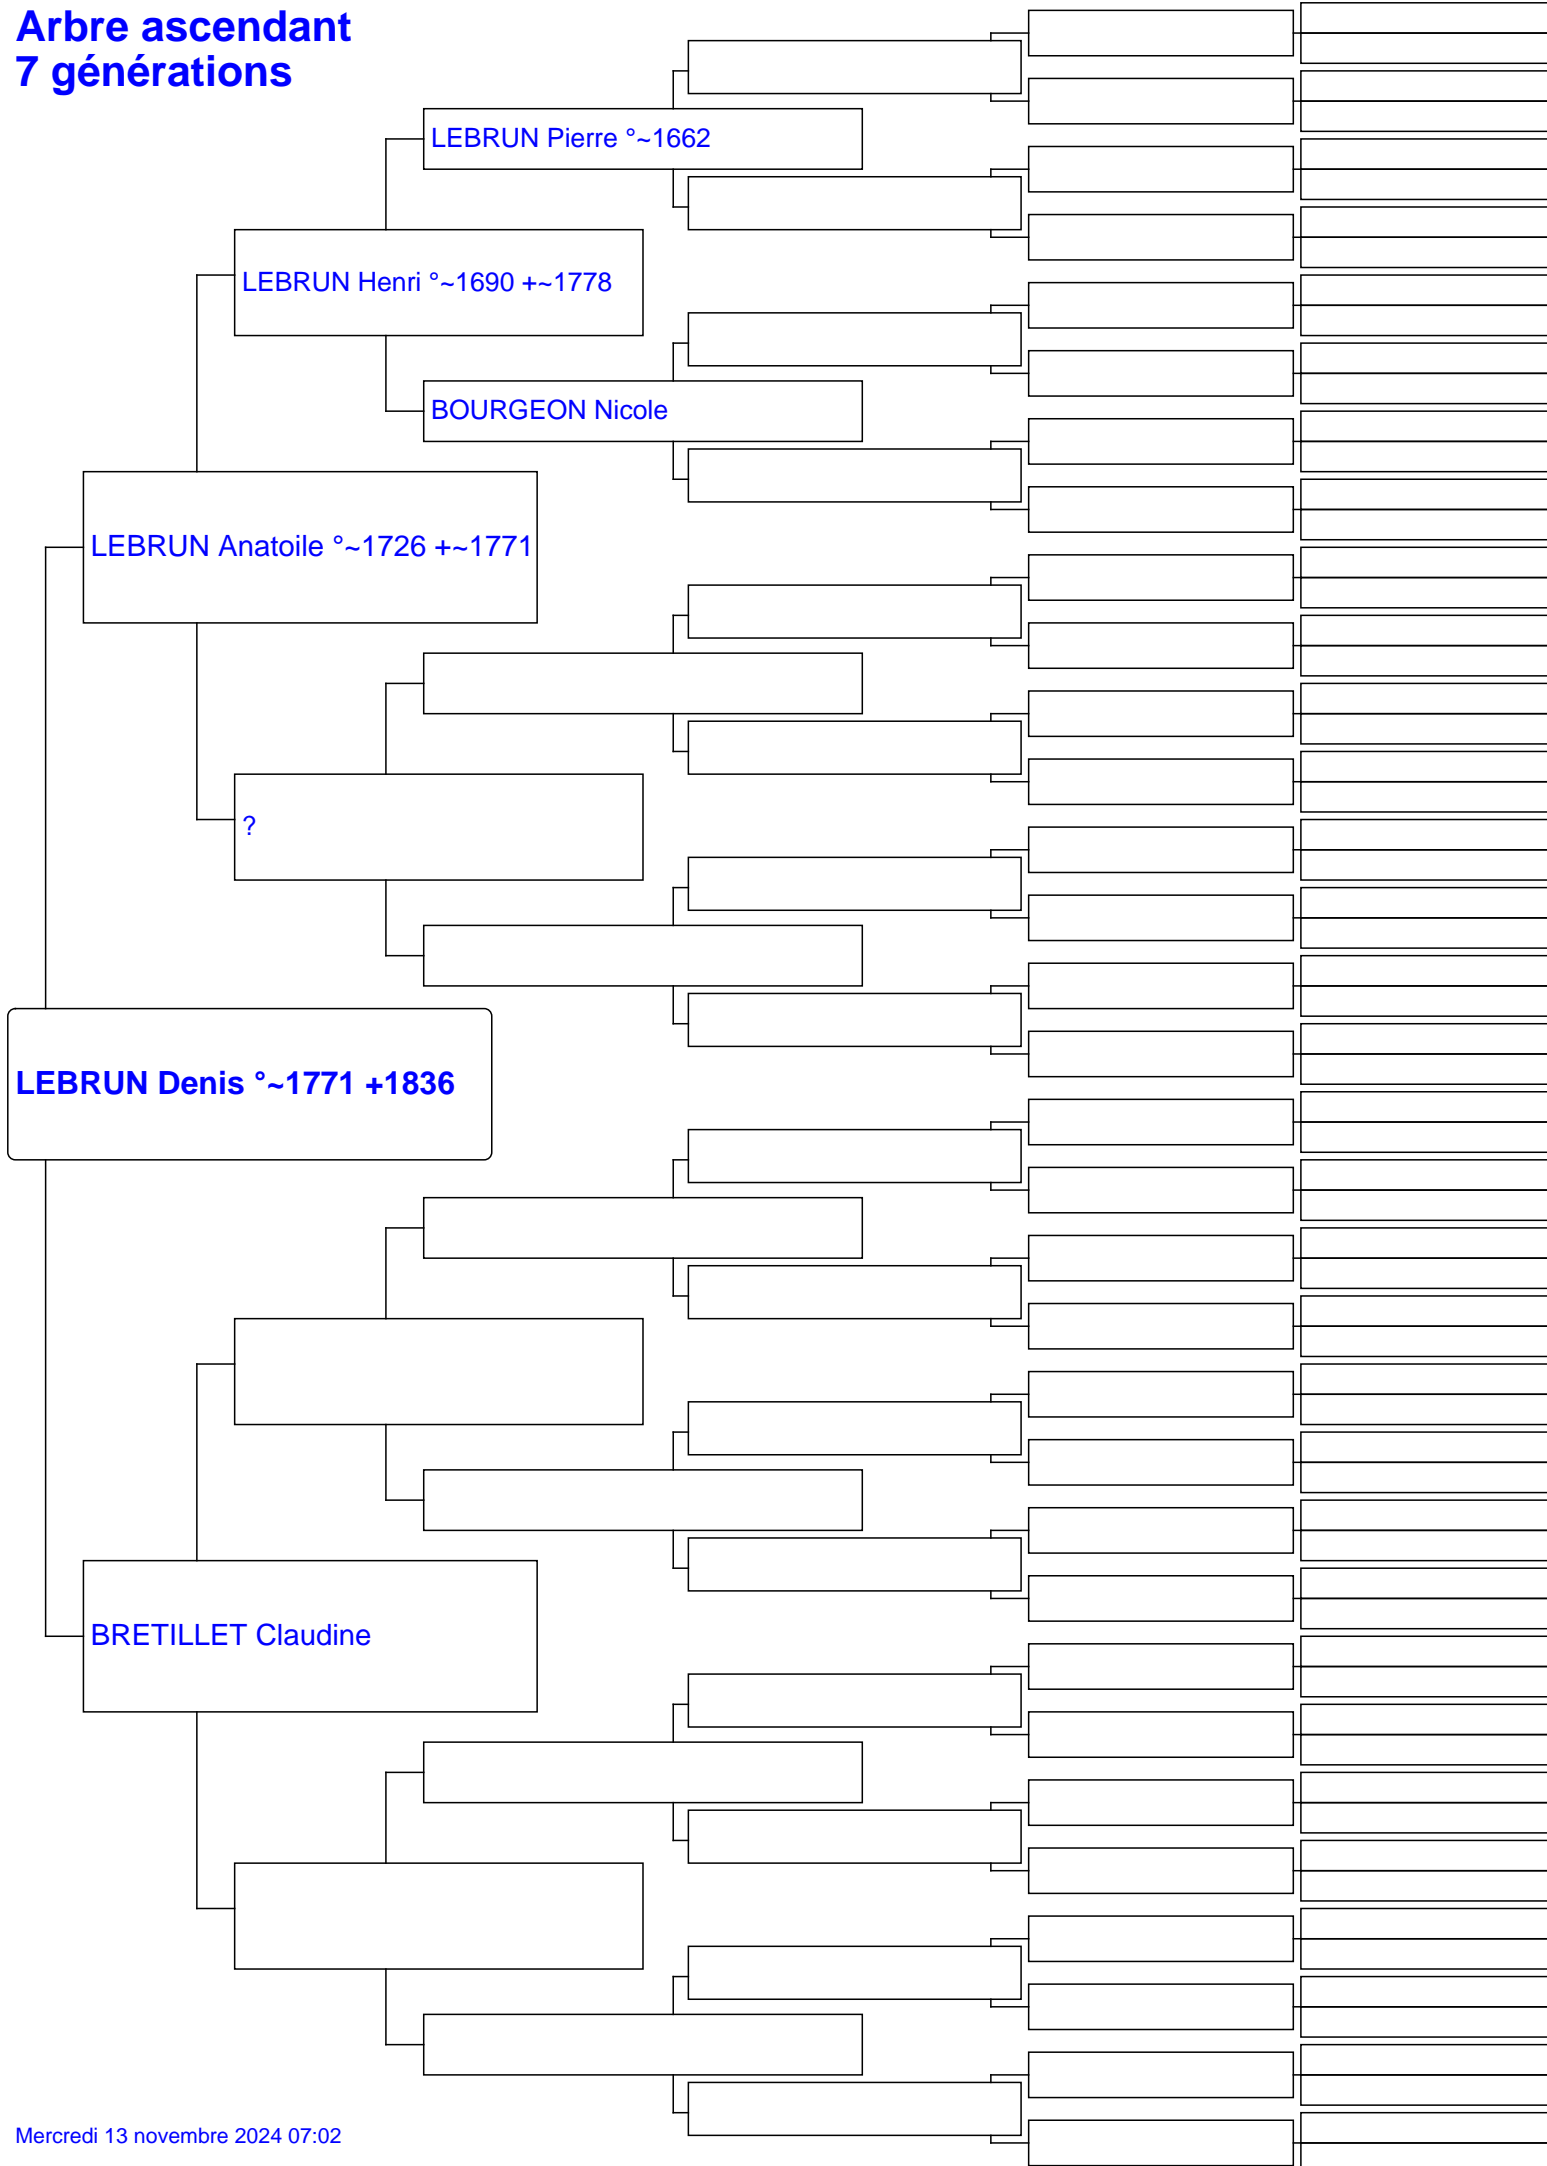 Arbre ascendant
7 générations
LEBRUN Pierre °~1662
LEBRUN Henri °~1690 +~1778
BOURGEON Nicole
LEBRUN Anatoile °~1726 +~1771
?
LEBRUN Denis °~1771 +1836
BRETILLET Claudine
Mercredi 13 novembre 2024 07:02